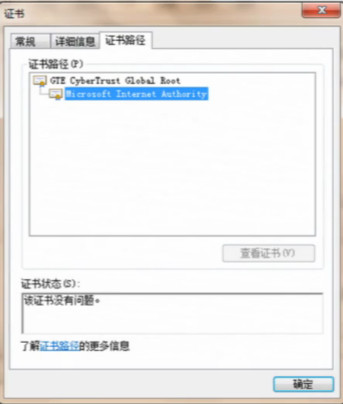 证书
常规 详细信息 证书路径
证书路径(P)
GTE CyberTrust Global Root
Microsoft Internet Authority
查看证书(V)
证书状态(S):
该证书没有问题。
了解证书路径的更多信息
确定